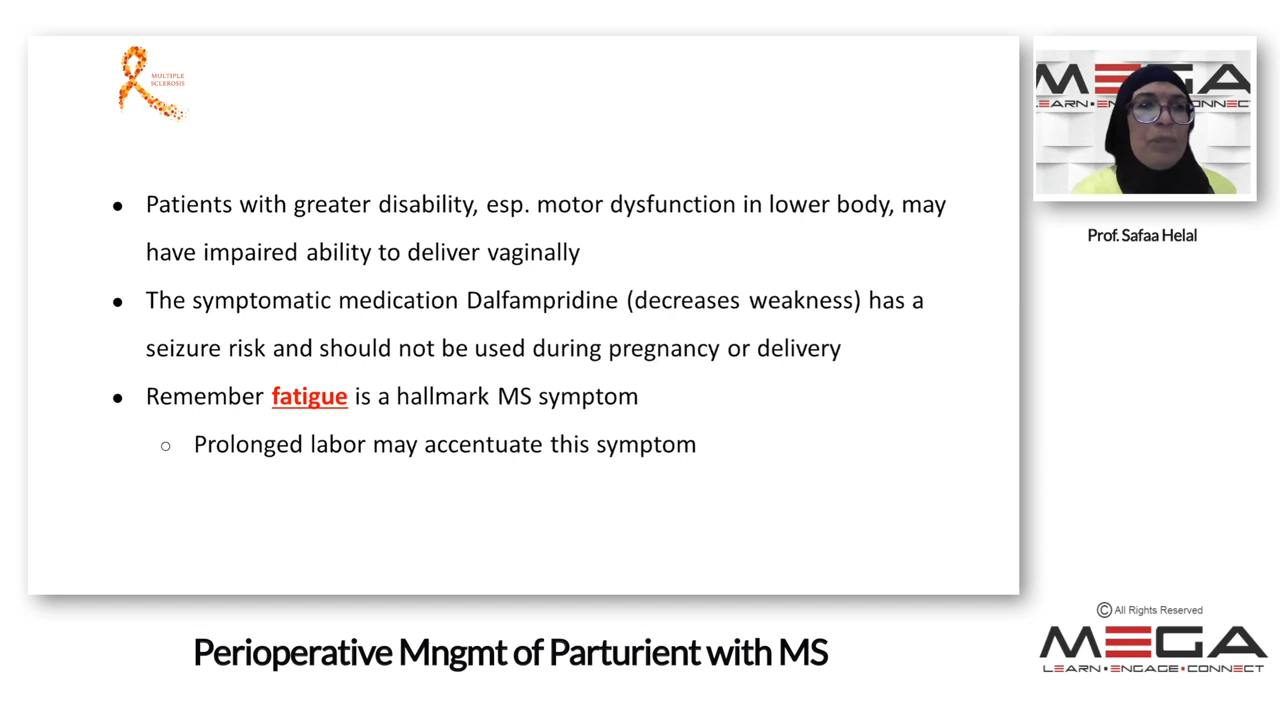 MULTIPLE
SCLEROSIS
● Patients with greater disability, esp. motor dysfunction in lower body, may
have impaired ability to deliver vaginally
● The symptomatic medication Dalfampridine (decreases weakness) has a
seizure risk and should not be used during pregnancy or delivery
● Remember fatigue is a hallmark MS symptom
○ Prolonged labor may accentuate this symptom
MEGA
LEARN
CONNECT
Prof. Safaa Helal
Perioperative Mngmt of Parturient with MS
© All Rights Reserved
MEGA
LEARN • ENGAGE • CONNECT